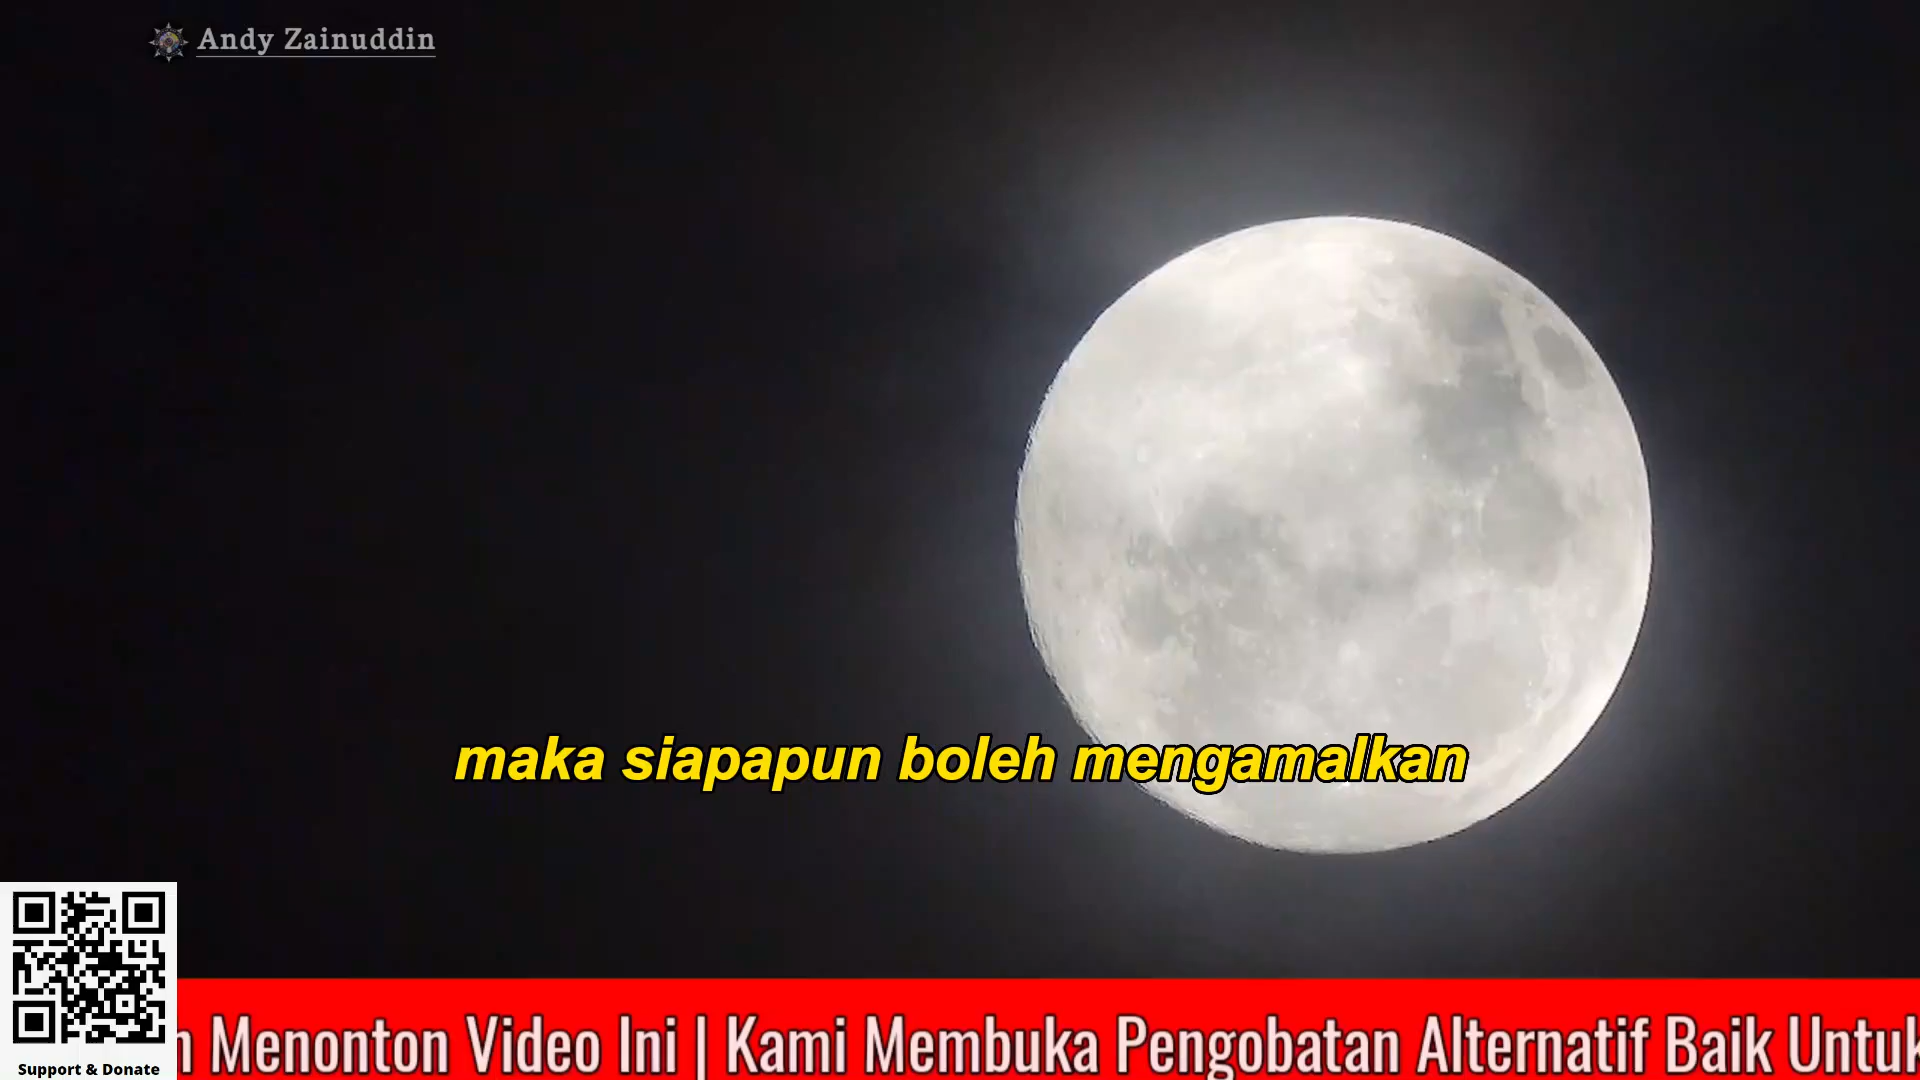 Andy Zainuddin
maka siapapun boleh mengamalkan
Menonton Video Ini | Kami Membuka Pengobatan Alternatif Baik Untuk
Support & Donate